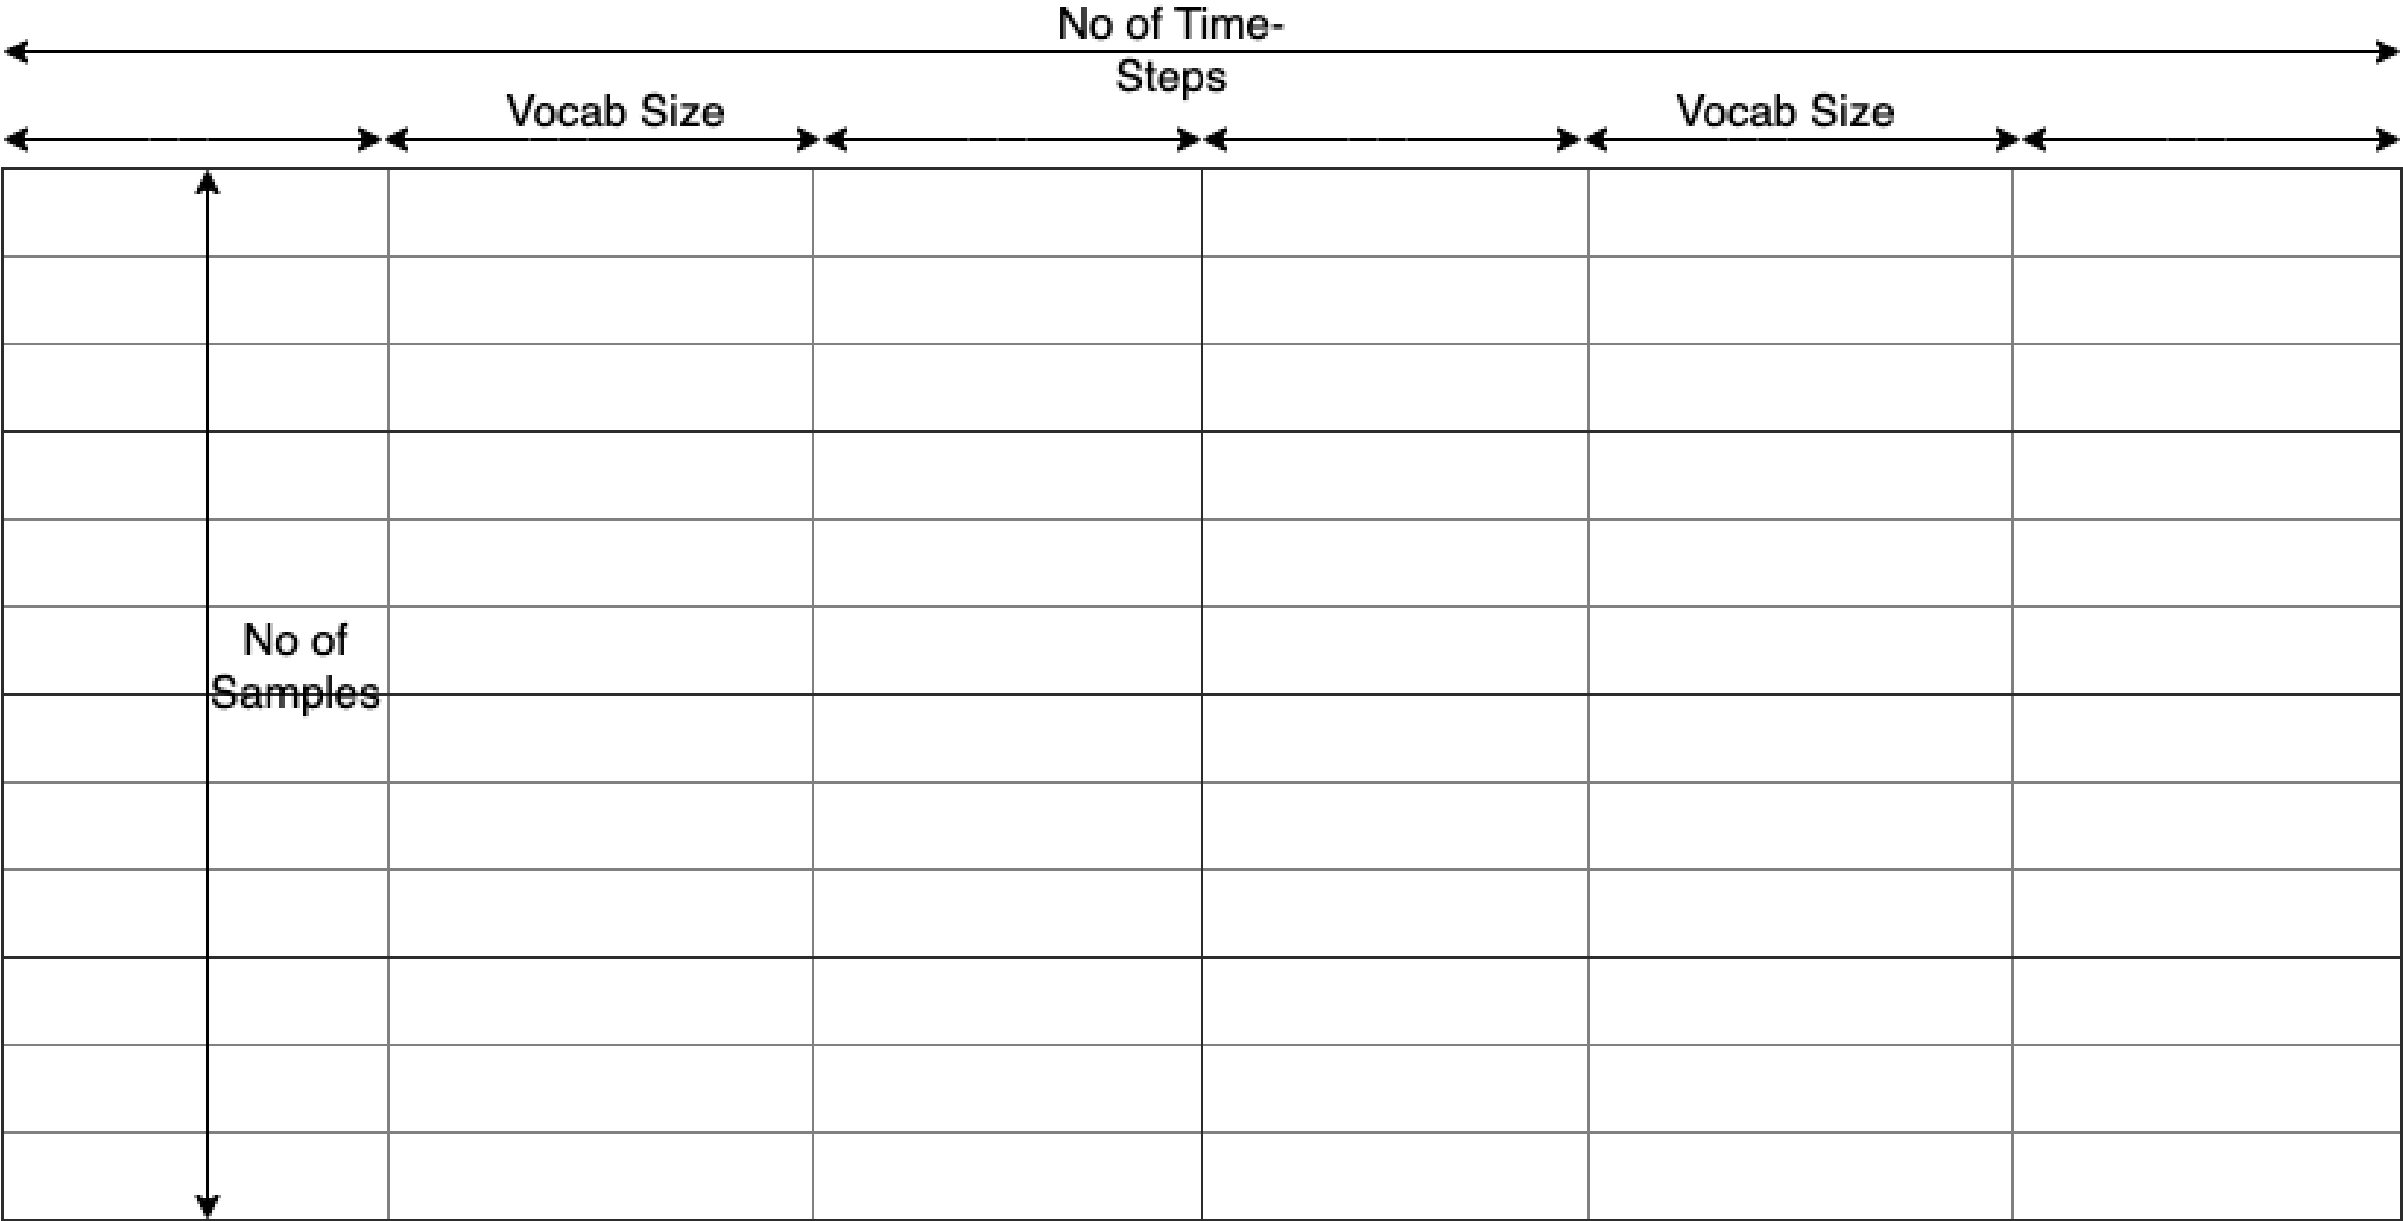 No of Time-
Steps
Vocab Size
Vocab Size
No of
Samples